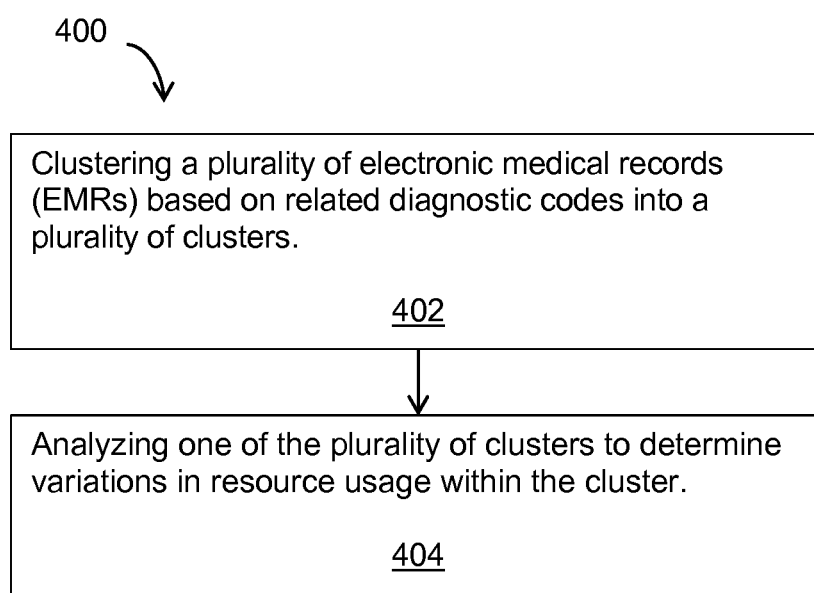 400
Clustering a plurality of electronic medical records
(EMRs) based on related diagnostic codes into a
plurality of clusters.
402
Analyzing one of the plurality of clusters to determine
variations in resource usage within the cluster.
404